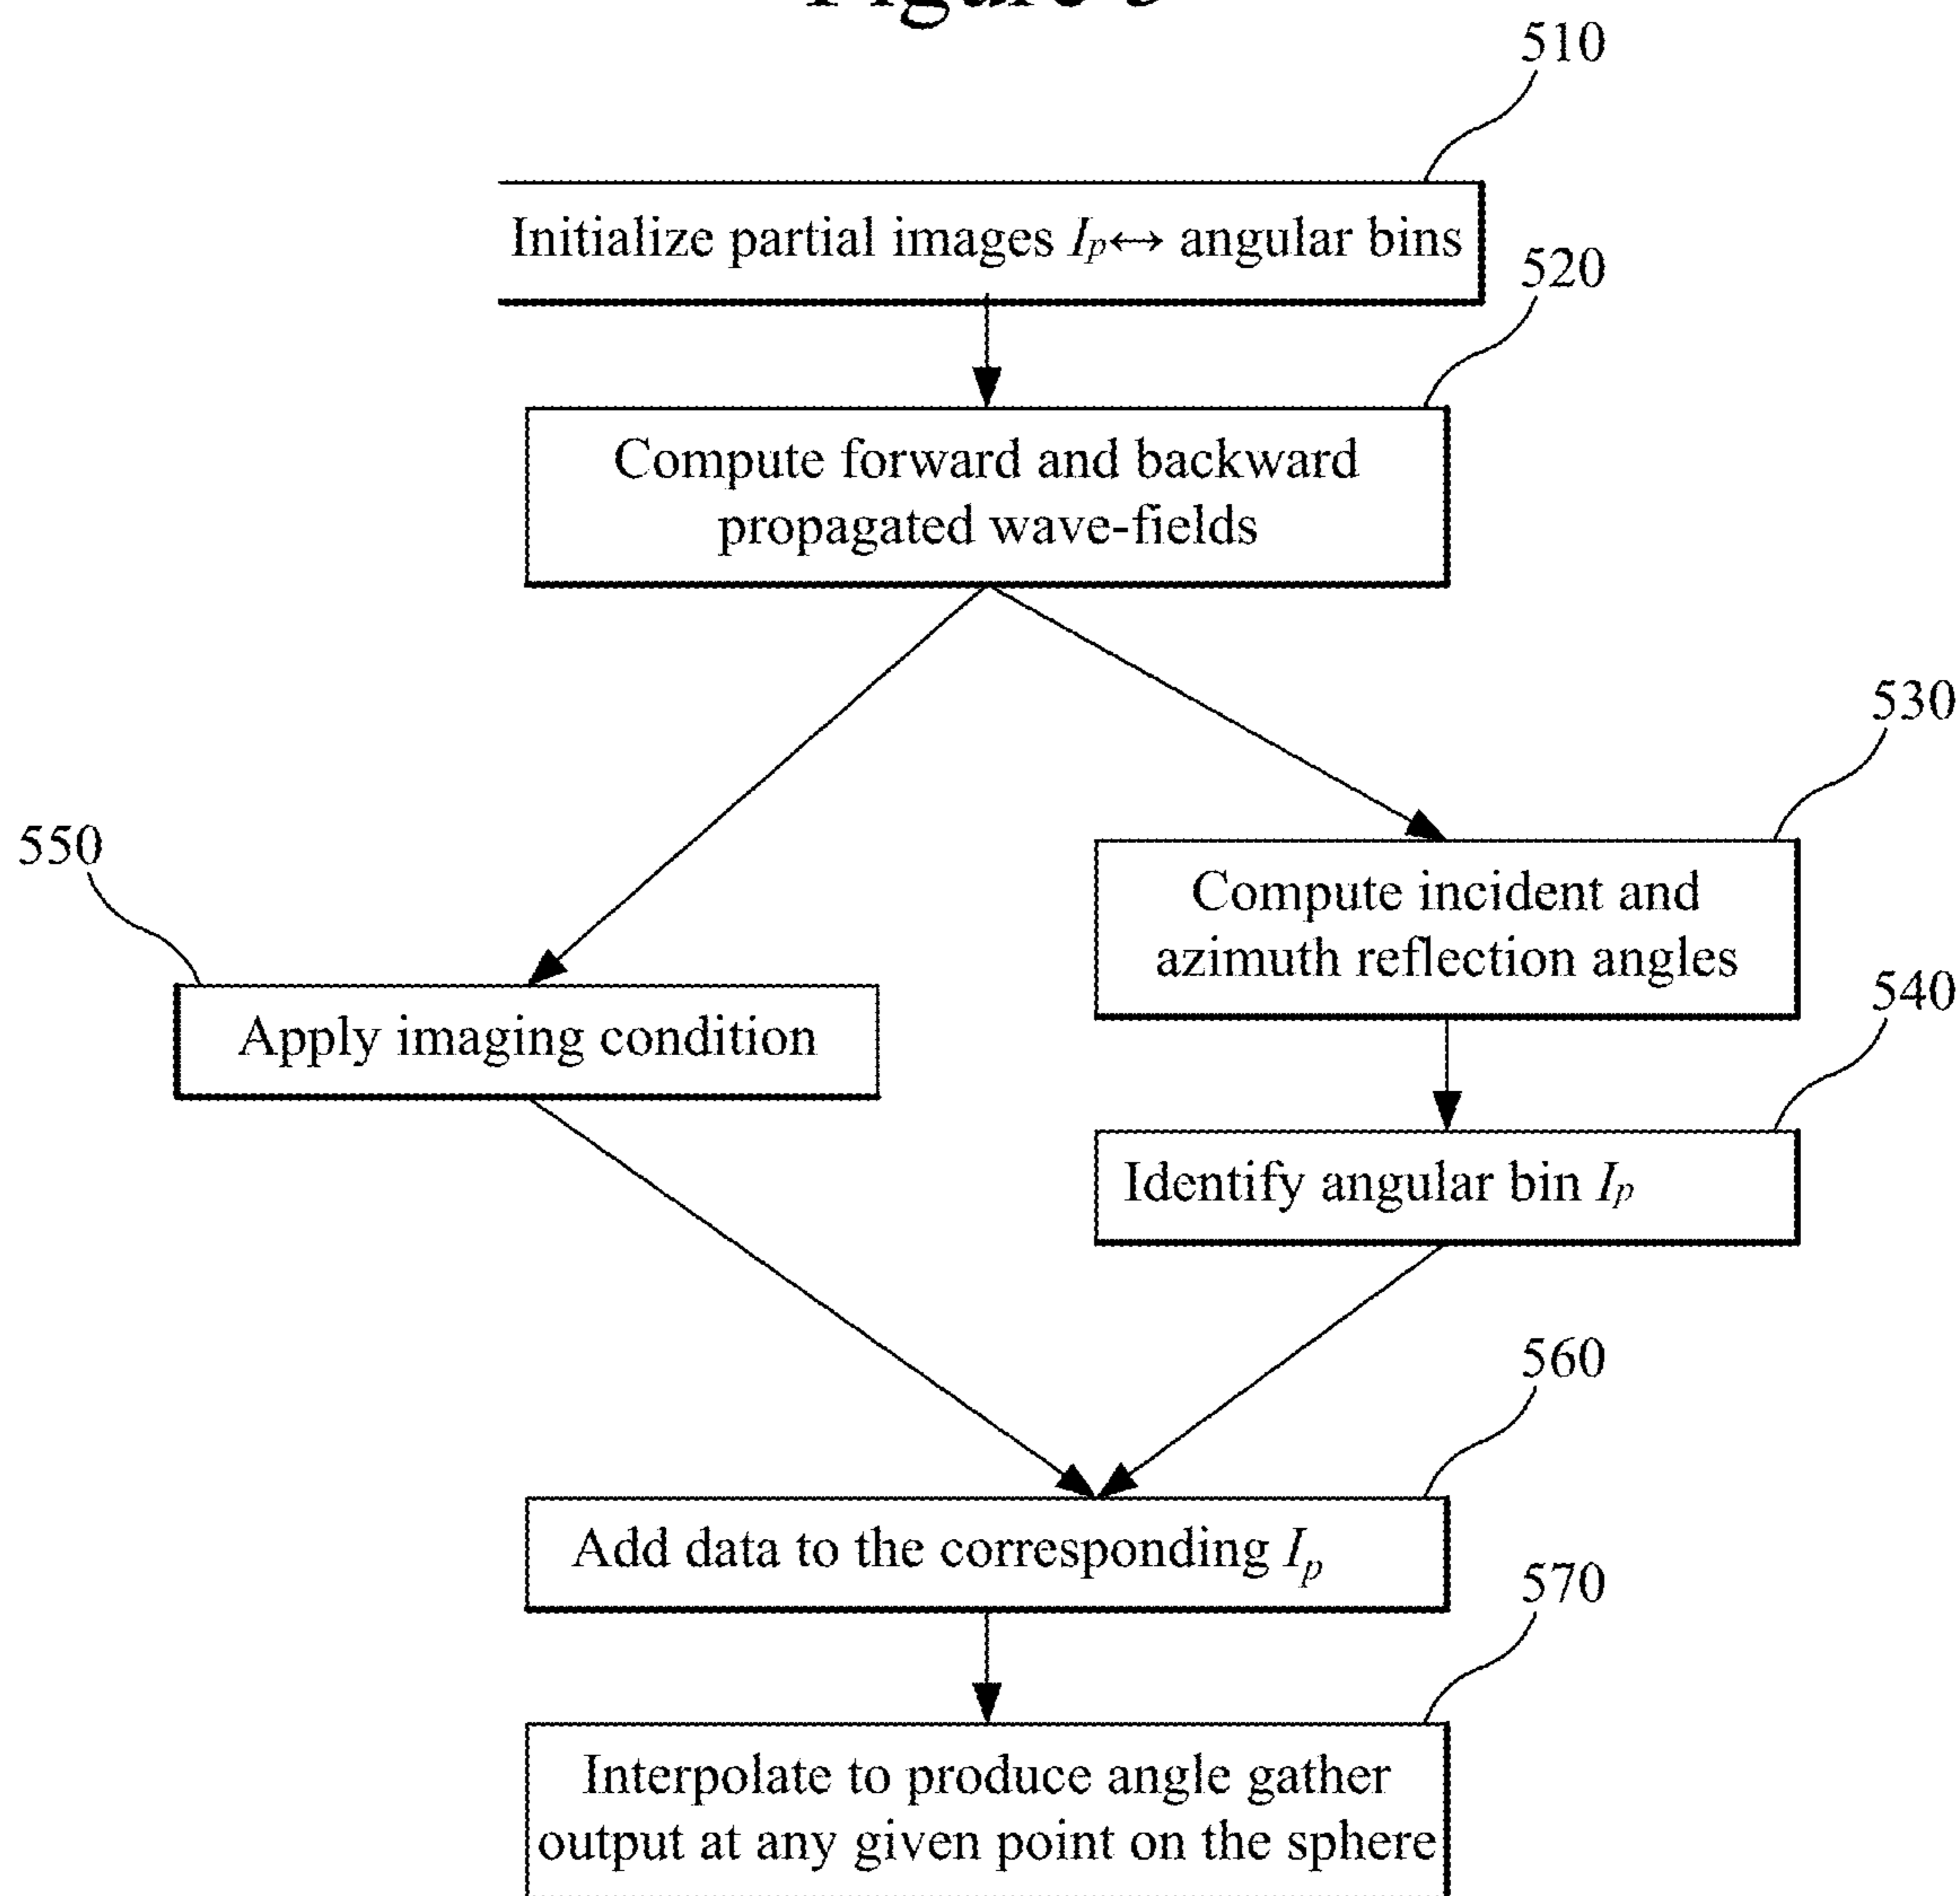 510
Initialize partial images Ip↔ angular bins
520
Compute forward and backward
propagated wave-fields
530
Compute incident and
azimuth reflection angles
550
Apply imaging condition
540
Identify angular bin Ip
560
Add data to the corresponding Ip
570
Interpolate to produce angle gather
output at any given point on the sphere